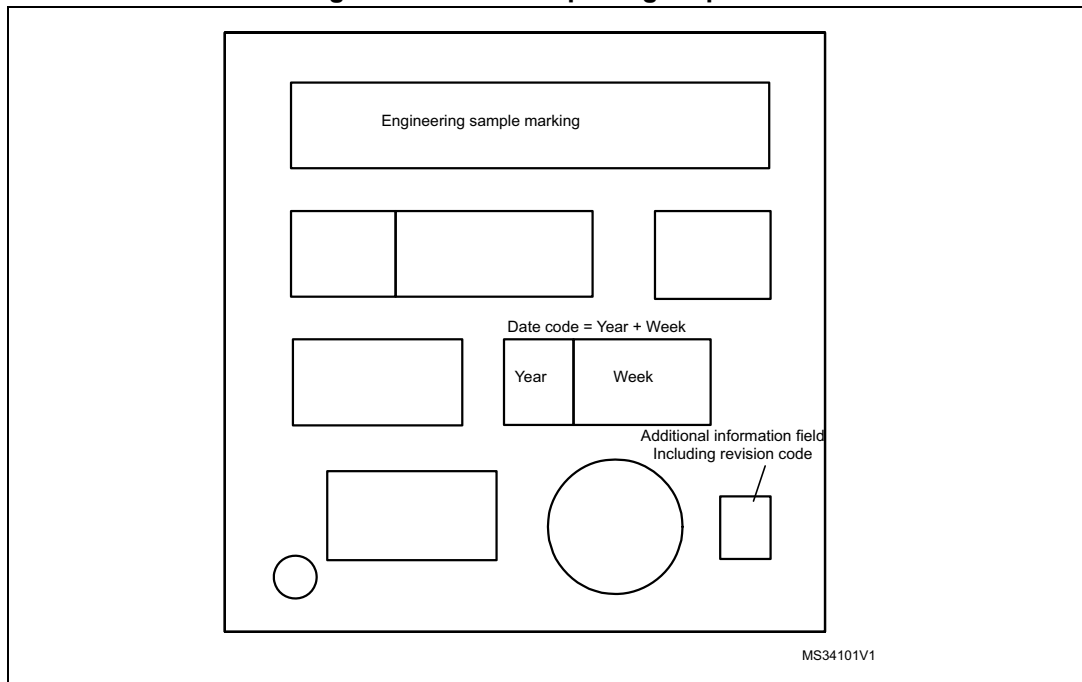 Engineering sample marking
Date code = Year + Week
Year Week
Additional information field
Including revision code
MS34101V1